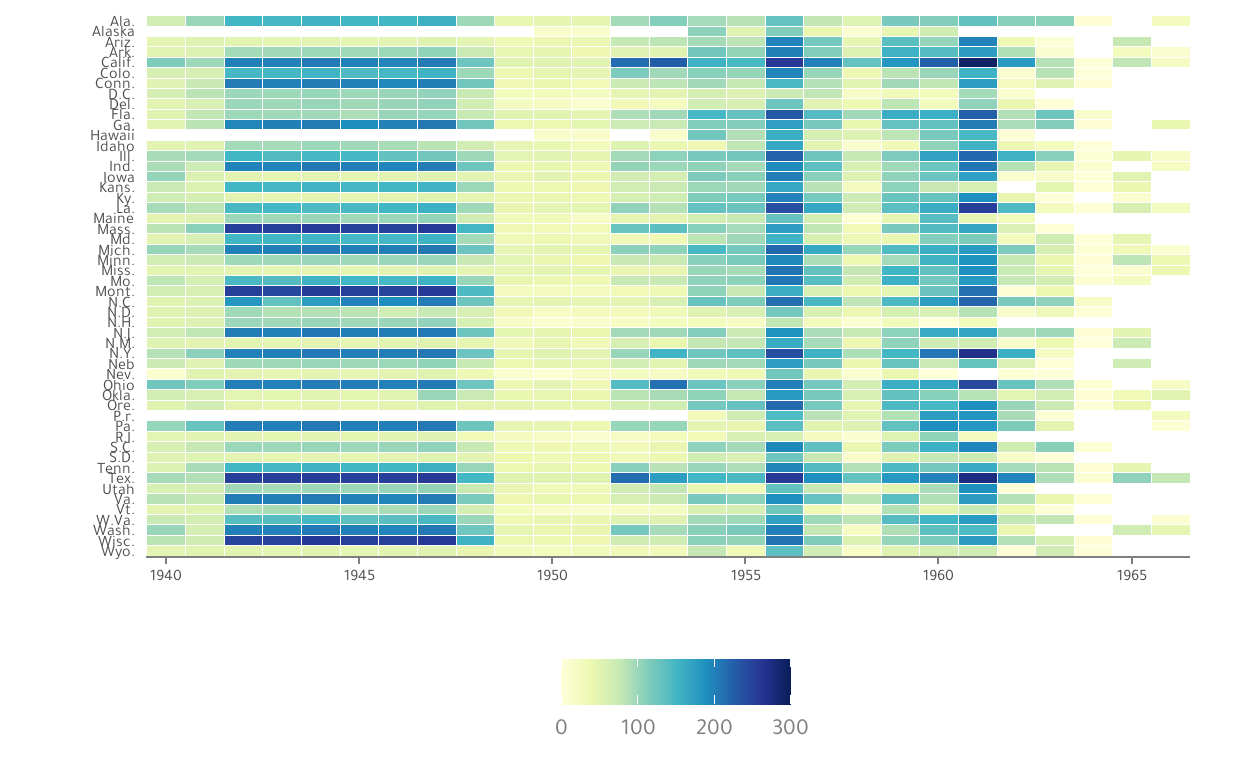 Ala.
Alaska
Ariz.
Ark.
Calif.
Colo.
Conn.
D.C.
Del.
Fla.
Ga.
Hawaii
Idaho
Ill.
Ind.
Iowa
Kans.
Ky.
La.
Maine
Mass.
Md.
Mich.
Minn.
Miss.
Mo.
Mont.
N.C.
N.D.
N.H.
N.J.
N.M.
N.Y.
Neb
Nev.
Ohio
Okla.
Ore.
P.r.
Pa.
R.I.
S.C.
S.D.
Tenn.
Tex.
Utah
Va.
Vt.
W.Va.
Wash.
Wisc.
Wyo.
1940 1945 1950 1955 1960 1965
0 100 200 300